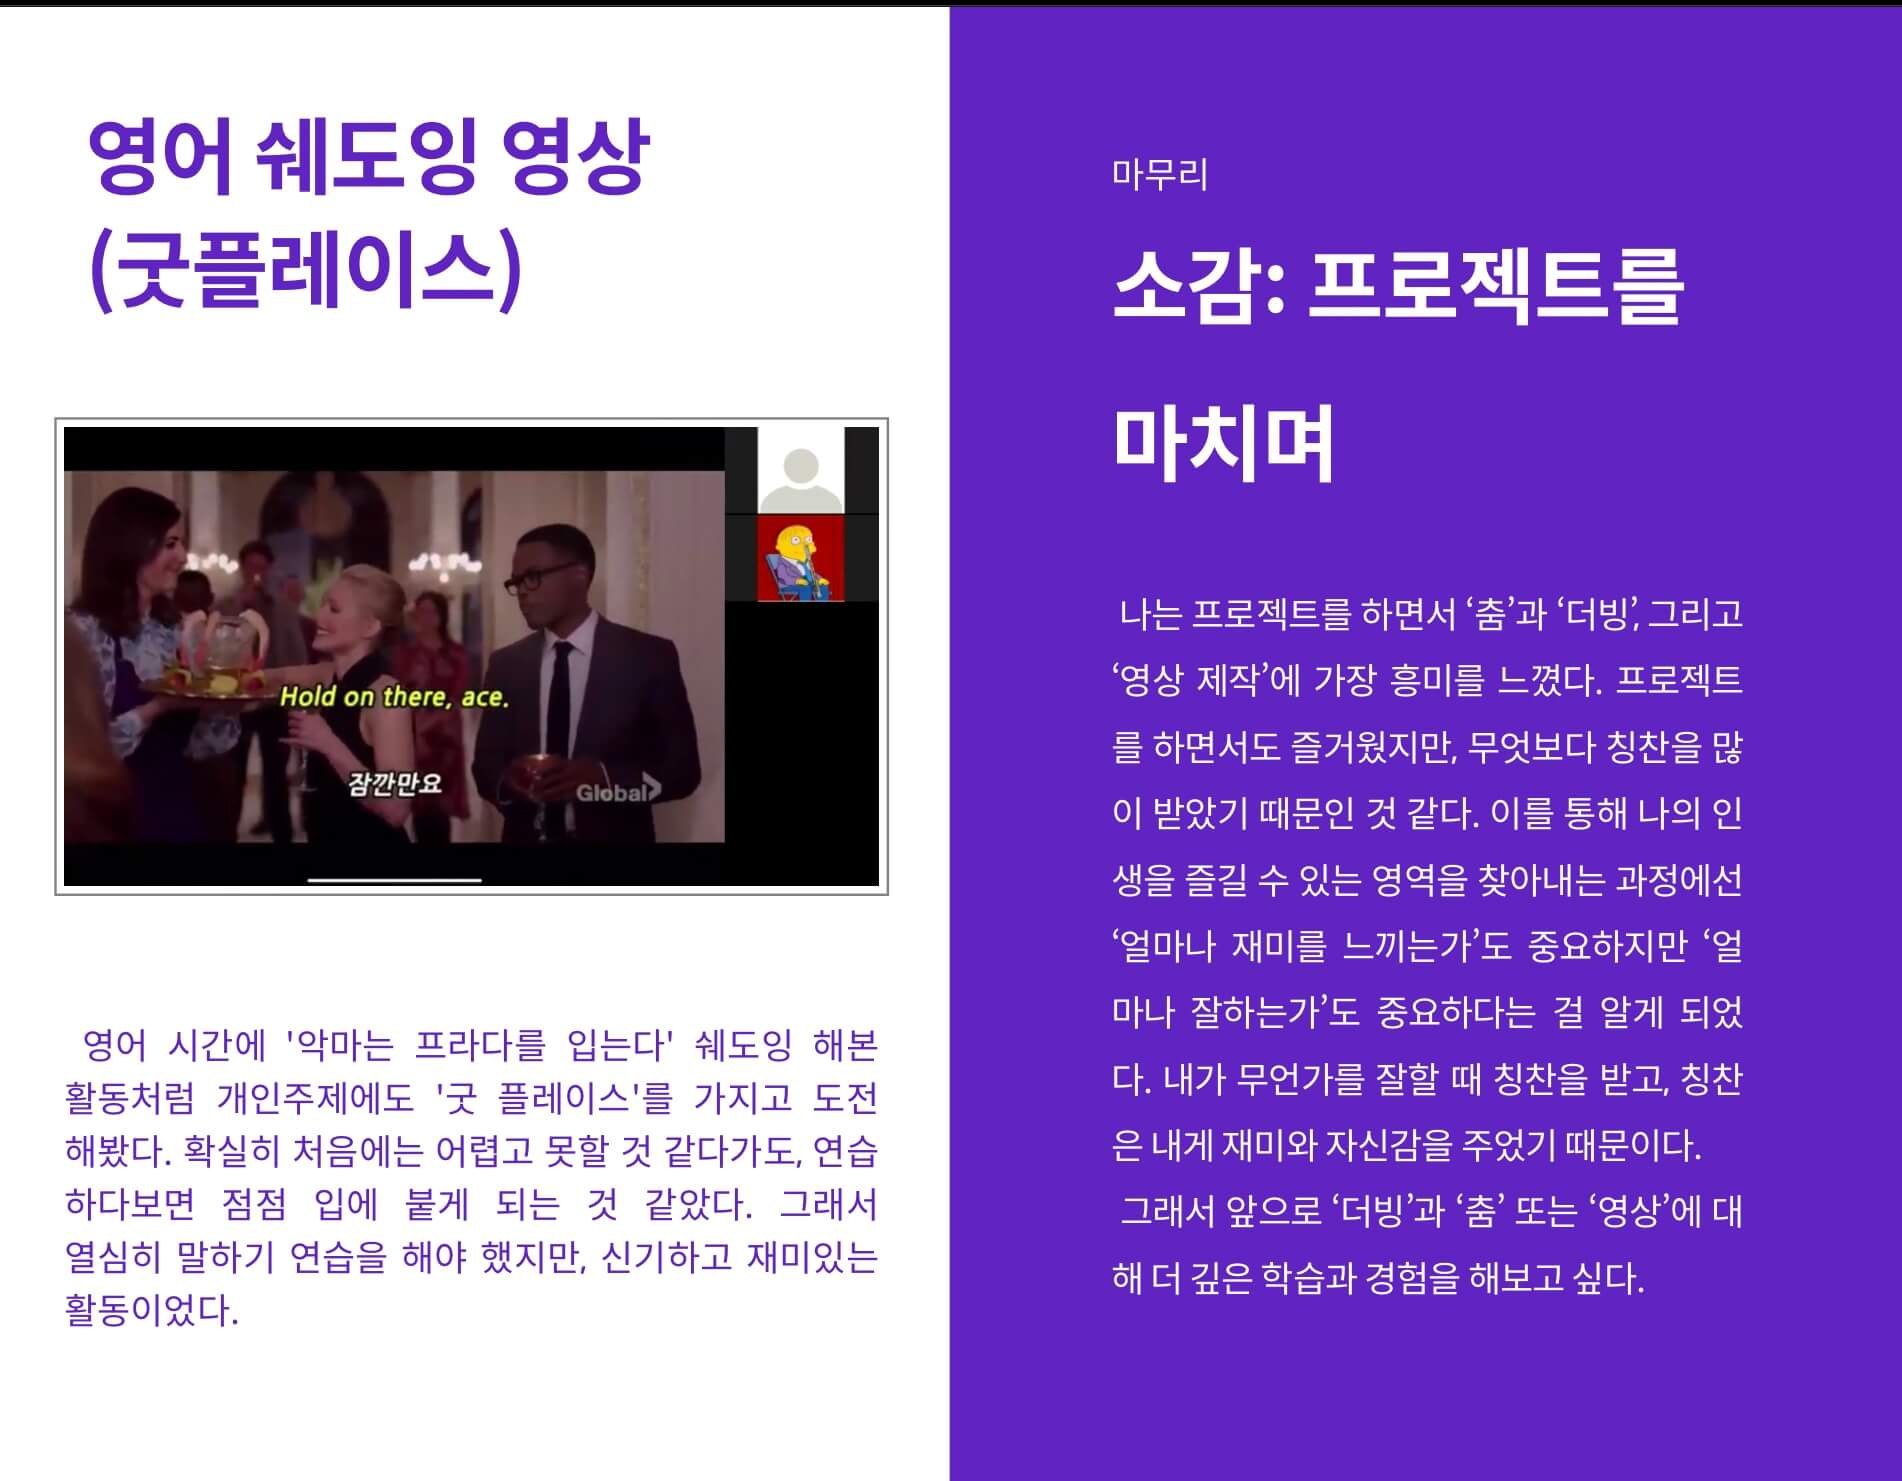 영어 쉐도잉 영상
(굿플레이스)
Hold on there, ace.
잠깐만요
Global
영어 시간에 '악마는 프라다를 입는다' 쉐도잉 해본
활동처럼 개인주제에도 '굿 플레이스'를 가지고 도전
해봤다. 확실히 처음에는 어렵고 못할 것 같다가도, 연습
하다보면 점점 입에 붙게 되는 것 같았다. 그래서
열심히 말하기 연습을 해야 했지만, 신기하고 재미있는
활동이었다.
마무리
소감: 프로젝트를
마치며
나는 프로젝트를 하면서 ‘춤’과 ‘더빙’, 그리고
‘영상 제작’에 가장 흥미를 느꼈다. 프로젝트
를 하면서도 즐거웠지만, 무엇보다 칭찬을 많
이 받았기 때문인 것 같다. 이를 통해 나의 인
생을 즐길 수 있는 영역을 찾아내는 과정에선
‘얼마나 재미를 느끼는가’도 중요하지만 ‘얼
마나 잘하는가’도 중요하다는 걸 알게 되었
다. 내가 무언가를 잘할 때 칭찬을 받고, 칭찬
은 내게 재미와 자신감을 주었기 때문이다.
그래서 앞으로 ‘더빙’과 ‘춤’ 또는 ‘영상’에 대
해 더 깊은 학습과 경험을 해보고 싶다.